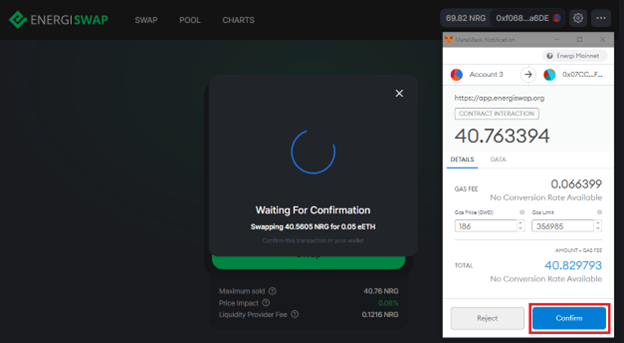 ENERGISWAP
SWAP
POOL
CHARTS
69.82 NRG
0xf068...a6DE
MetaMask Notification
Energi Mainnet
Account 3
0x07CC...F...
https://app.energiswap.org
CONTRACT INTERACTION
40.763394
DETAILS
DATA
GAS FEE
0.066399
No Conversion Rate Available
Gas Price (GWEI)
Gas Limit
186
356985
AMOUNT + GAS FEE
TOTAL
40.829793
No Conversion Rate Available
Reject
Confirm
Waiting For Confirmation
Swapping 40.5605 NRG for 0.05 eETH
Confirm this transaction in your wallet
Swap
Maximum sold
40.76 NRG
Price Impact
0.08%
Liquidity Provider Fee
0.1216 NRG